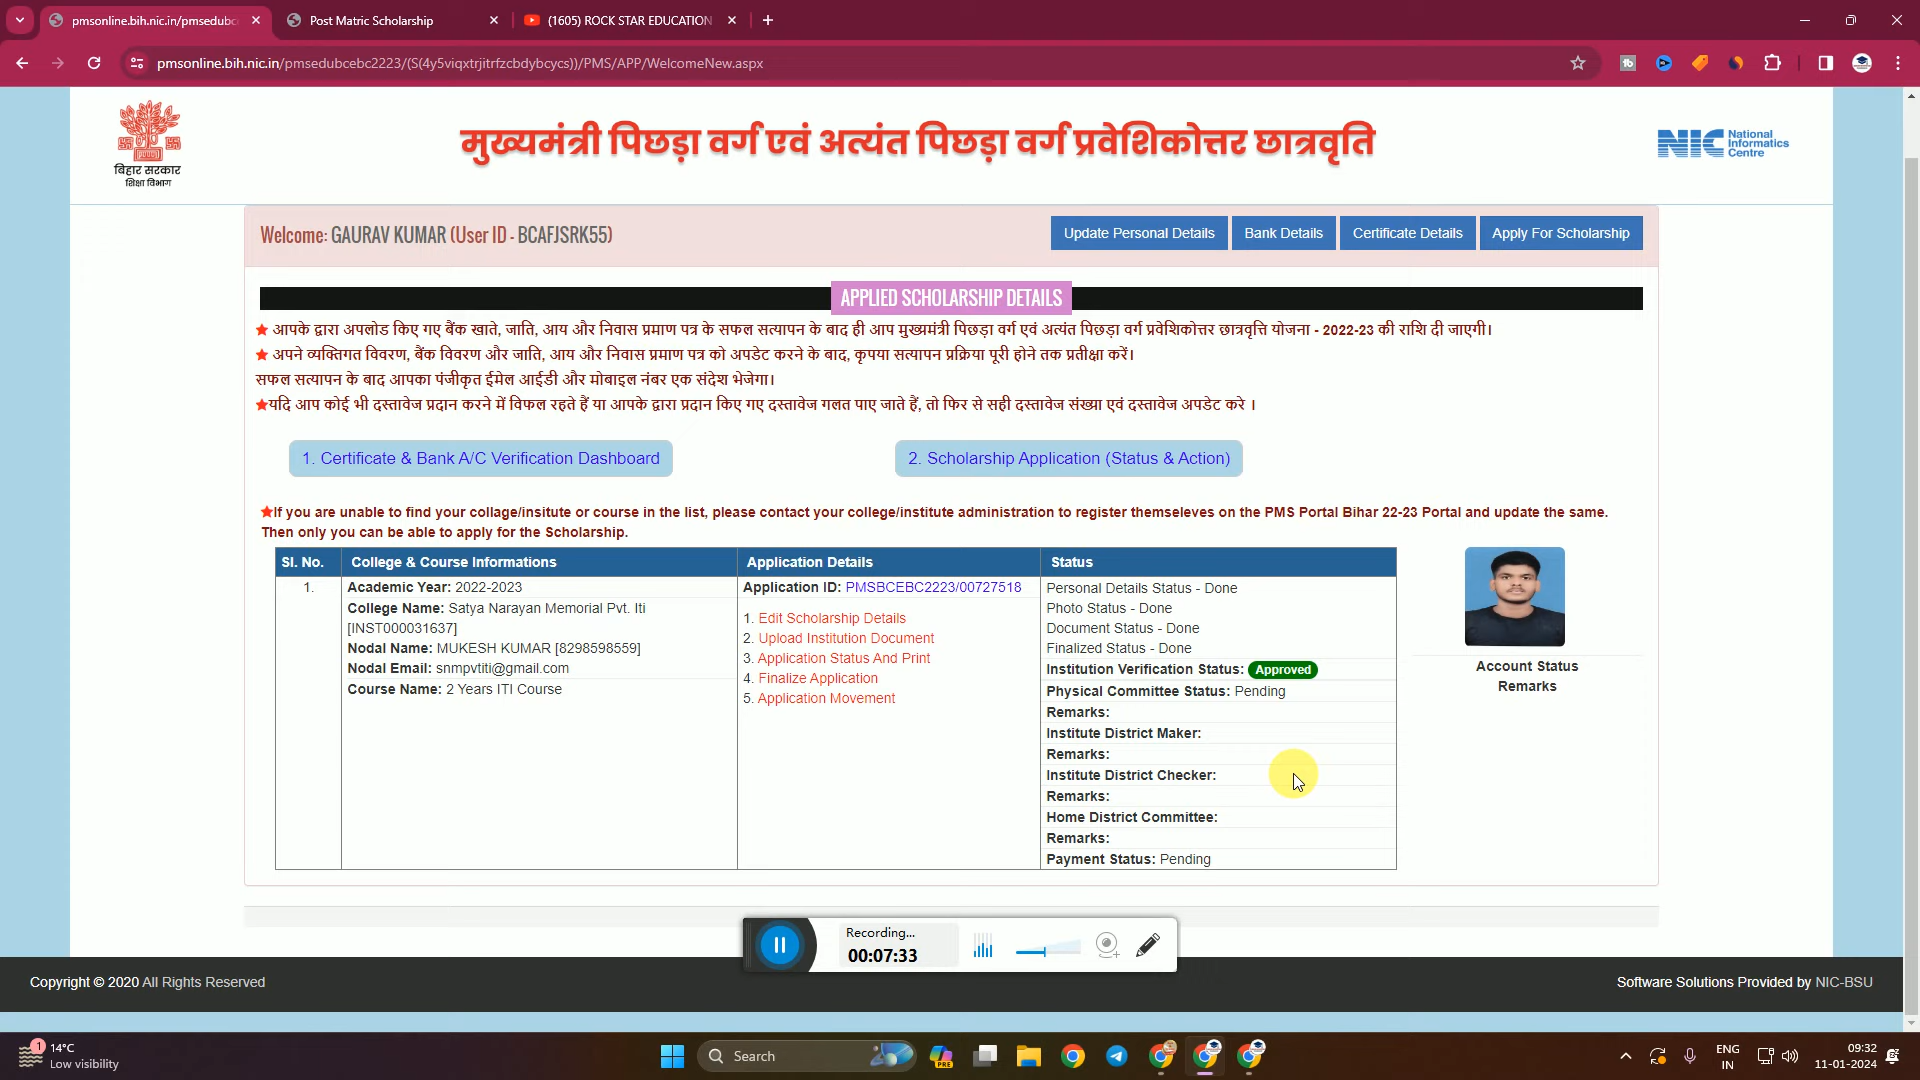 pmsonline.bih.nic.in/pmsedubce
Post Matric Scholarship
(1605) ROCK STAR EDUCATION
pmsonline.bih.nic.in/pmsedubcebc2223/(S(4y5viqxtrjitrfzcbdybcycs))/PMS/APP/WelcomeNew.aspx
बिहार सरकार
शिक्षा विभाग
मुख्यमंत्री पिछड़ा वर्ग एवं अत्यंत पिछड़ा वर्ग प्रवेशिकोत्तर छात्रवृति
NIC National Informatics Centre
Welcome: GAURAV KUMAR (User ID - BCAFJSRK55)
Update Personal Details
Bank Details
Certificate Details
Apply For Scholarship
APPLIED SCHOLARSHIP DETAILS
★ आपके द्वारा अपलोड किए गए बैंक खाते, जाति, आय और निवास प्रमाण पत्र के सफल सत्यापन के बाद ही आप मुख्यमंत्री पिछड़ा वर्ग एवं अत्यंत पिछड़ा वर्ग प्रवेशिकोत्तर छात्रवृत्ति योजना - 2022-23 की राशि दी जाएगी।
★ अपने व्यक्तिगत विवरण, बैंक विवरण और जाति, आय और निवास प्रमाण पत्र को अपडेट करने के बाद, कृपया सत्यापन प्रक्रिया पूरी होने तक प्रतीक्षा करें।
सफल सत्यापन के बाद आपका पंजीकृत ईमेल आईडी और मोबाइल नंबर एक संदेश भेजेगा।
★यदि आप कोई भी दस्तावेज प्रदान करने में विफल रहते हैं या आपके द्वारा प्रदान किए गए दस्तावेज गलत पाए जाते हैं, तो फिर से सही दस्तावेज संख्या एवं दस्तावेज अपडेट करे ।
1. Certificate & Bank A/C Verification Dashboard
2. Scholarship Application (Status & Action)
★If you are unable to find your collage/insitute or course in the list, please contact your college/institute administration to register themseleves on the PMS Portal Bihar 22-23 Portal and update the same.
Then only you can be able to apply for the Scholarship.
Sl. No.
College & Course Informations
Application Details
Status
1.
Academic Year: 2022-2023
College Name: Satya Narayan Memorial Pvt. Iti
[INST000031637]
Nodal Name: MUKESH KUMAR [8298598559]
Nodal Email: snmpvtiti@gmail.com
Course Name: 2 Years ITI Course
Application ID: PMSBCEBC2223/00727518
1. Edit Scholarship Details
2. Upload Institution Document
3. Application Status And Print
4. Finalize Application
5. Application Movement
Personal Details Status - Done
Photo Status - Done
Document Status - Done
Finalized Status - Done
Institution Verification Status: Approved
Physical Committee Status: Pending
Remarks:
Institute District Maker:
Remarks:
Institute District Checker:
Remarks:
Home District Committee:
Remarks:
Payment Status: Pending
Account Status
Remarks
Recording...
00:07:33
Copyright © 2020 All Rights Reserved
Software Solutions Provided by NIC-BSU
1
14°C
Low visibility
Search
PRE
ENG
IN
09:32
11-01-2024